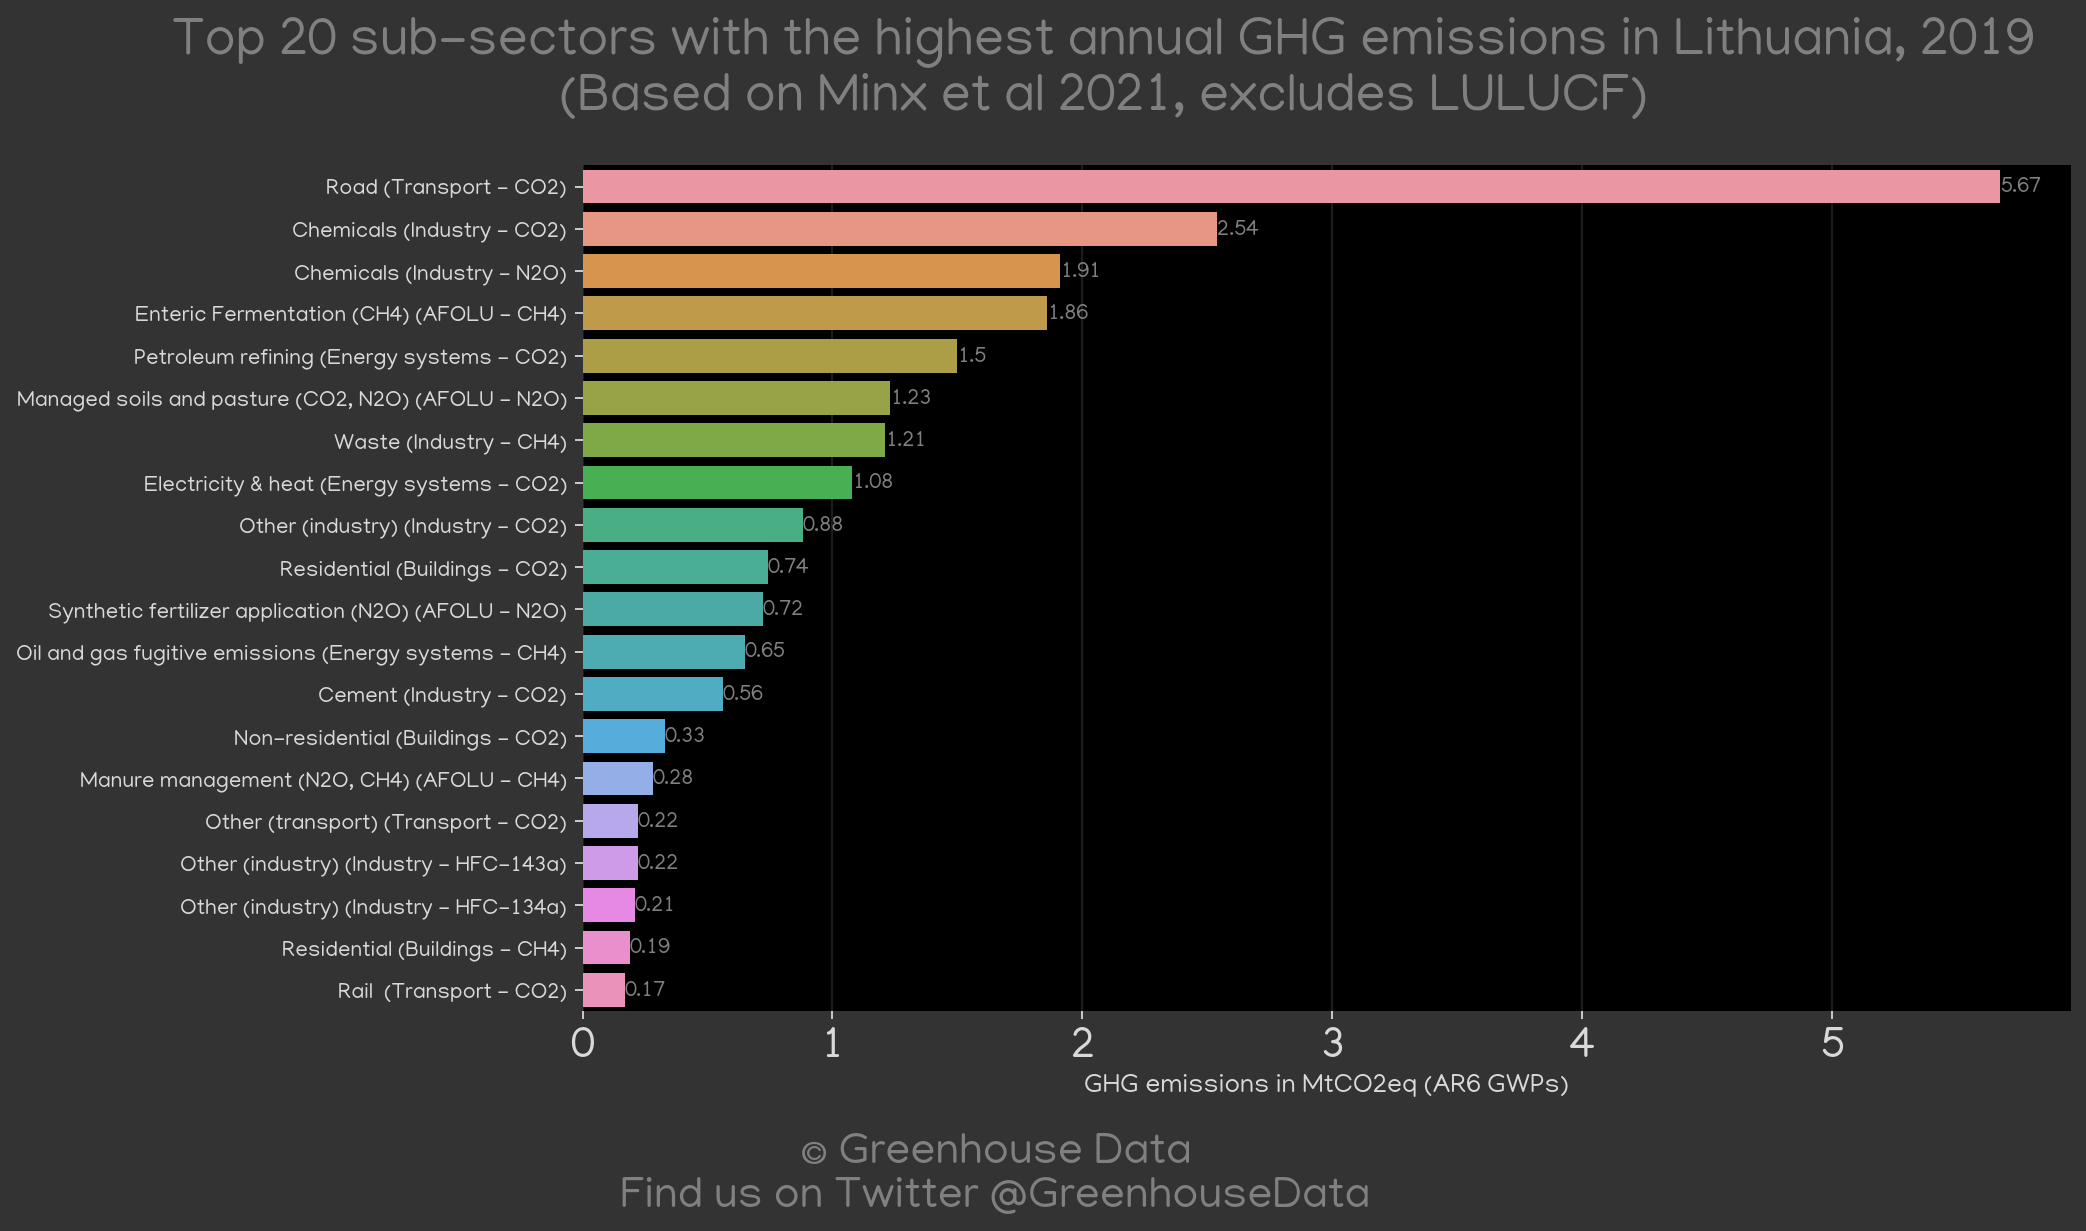 Top 20 sub-sectors with the highest annual GHG emissions in Lithuania, 2019
(Based on Minx et al 2021, excludes LULUCF)
Road (Transport - CO2) 5.67
Chemicals (Industry - CO2) 2.54
Chemicals (Industry - N2O) 1.91
Enteric Fermentation (CH4) (AFOLU - CH4) 1.86
Petroleum refining (Energy systems - CO2) 1.5
Managed soils and pasture (CO2, N2O) (AFOLU - N2O) 1.23
Waste (Industry - CH4) 1.21
Electricity & heat (Energy systems - CO2) 1.08
Other (industry) (Industry - CO2) 0.88
Residential (Buildings - CO2) 0.74
Synthetic fertilizer application (N2O) (AFOLU - N2O) 0.72
Oil and gas fugitive emissions (Energy systems - CH4) 0.65
Cement (Industry - CO2) 0.56
Non-residential (Buildings - CO2) 0.33
Manure management (N2O, CH4) (AFOLU - CH4) 0.28
Other (transport) (Transport - CO2) 0.22
Other (industry) (Industry - HFC-143a) 0.22
Other (industry) (Industry - HFC-134a) 0.21
Residential (Buildings - CH4) 0.19
Rail (Transport - CO2) 0.17
0 1 2 3 4 5
GHG emissions in MtCO2eq (AR6 GWPs)
© Greenhouse Data
Find us on Twitter @GreenhouseData